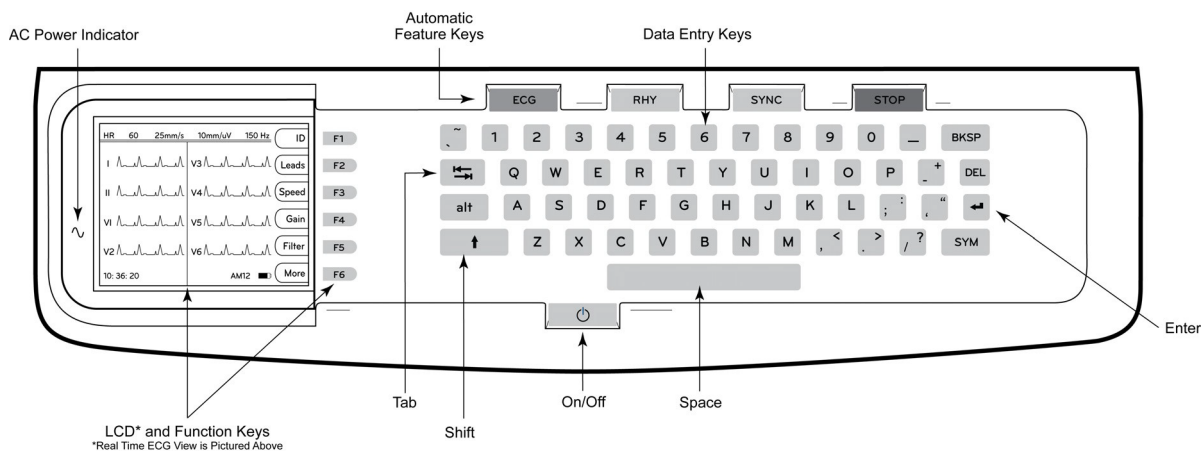 Automatic
Feature Keys
AC Power Indicator
Data Entry Keys
ECG RHY SYNC STOP
HR 60 25mm/s 10mm/uV 150 Hz ID F1
~ ` 1 2 3 4 5 6 7 8 9 0 _ BKSP
I V3 Leads F2
Q W E R T Y U I O P - + DEL
II V4 Speed F3
alt A S D F G H J K L ; : , “
VI V5 Gain F4
Z X C V B N M , < . > / ? SYM
V2 V6 Filter F5
10: 36: 20 AM12 More F6
Enter
Tab
On/Off
Space
Shift
LCD* and Function Keys
*Real Time ECG View is Pictured Above